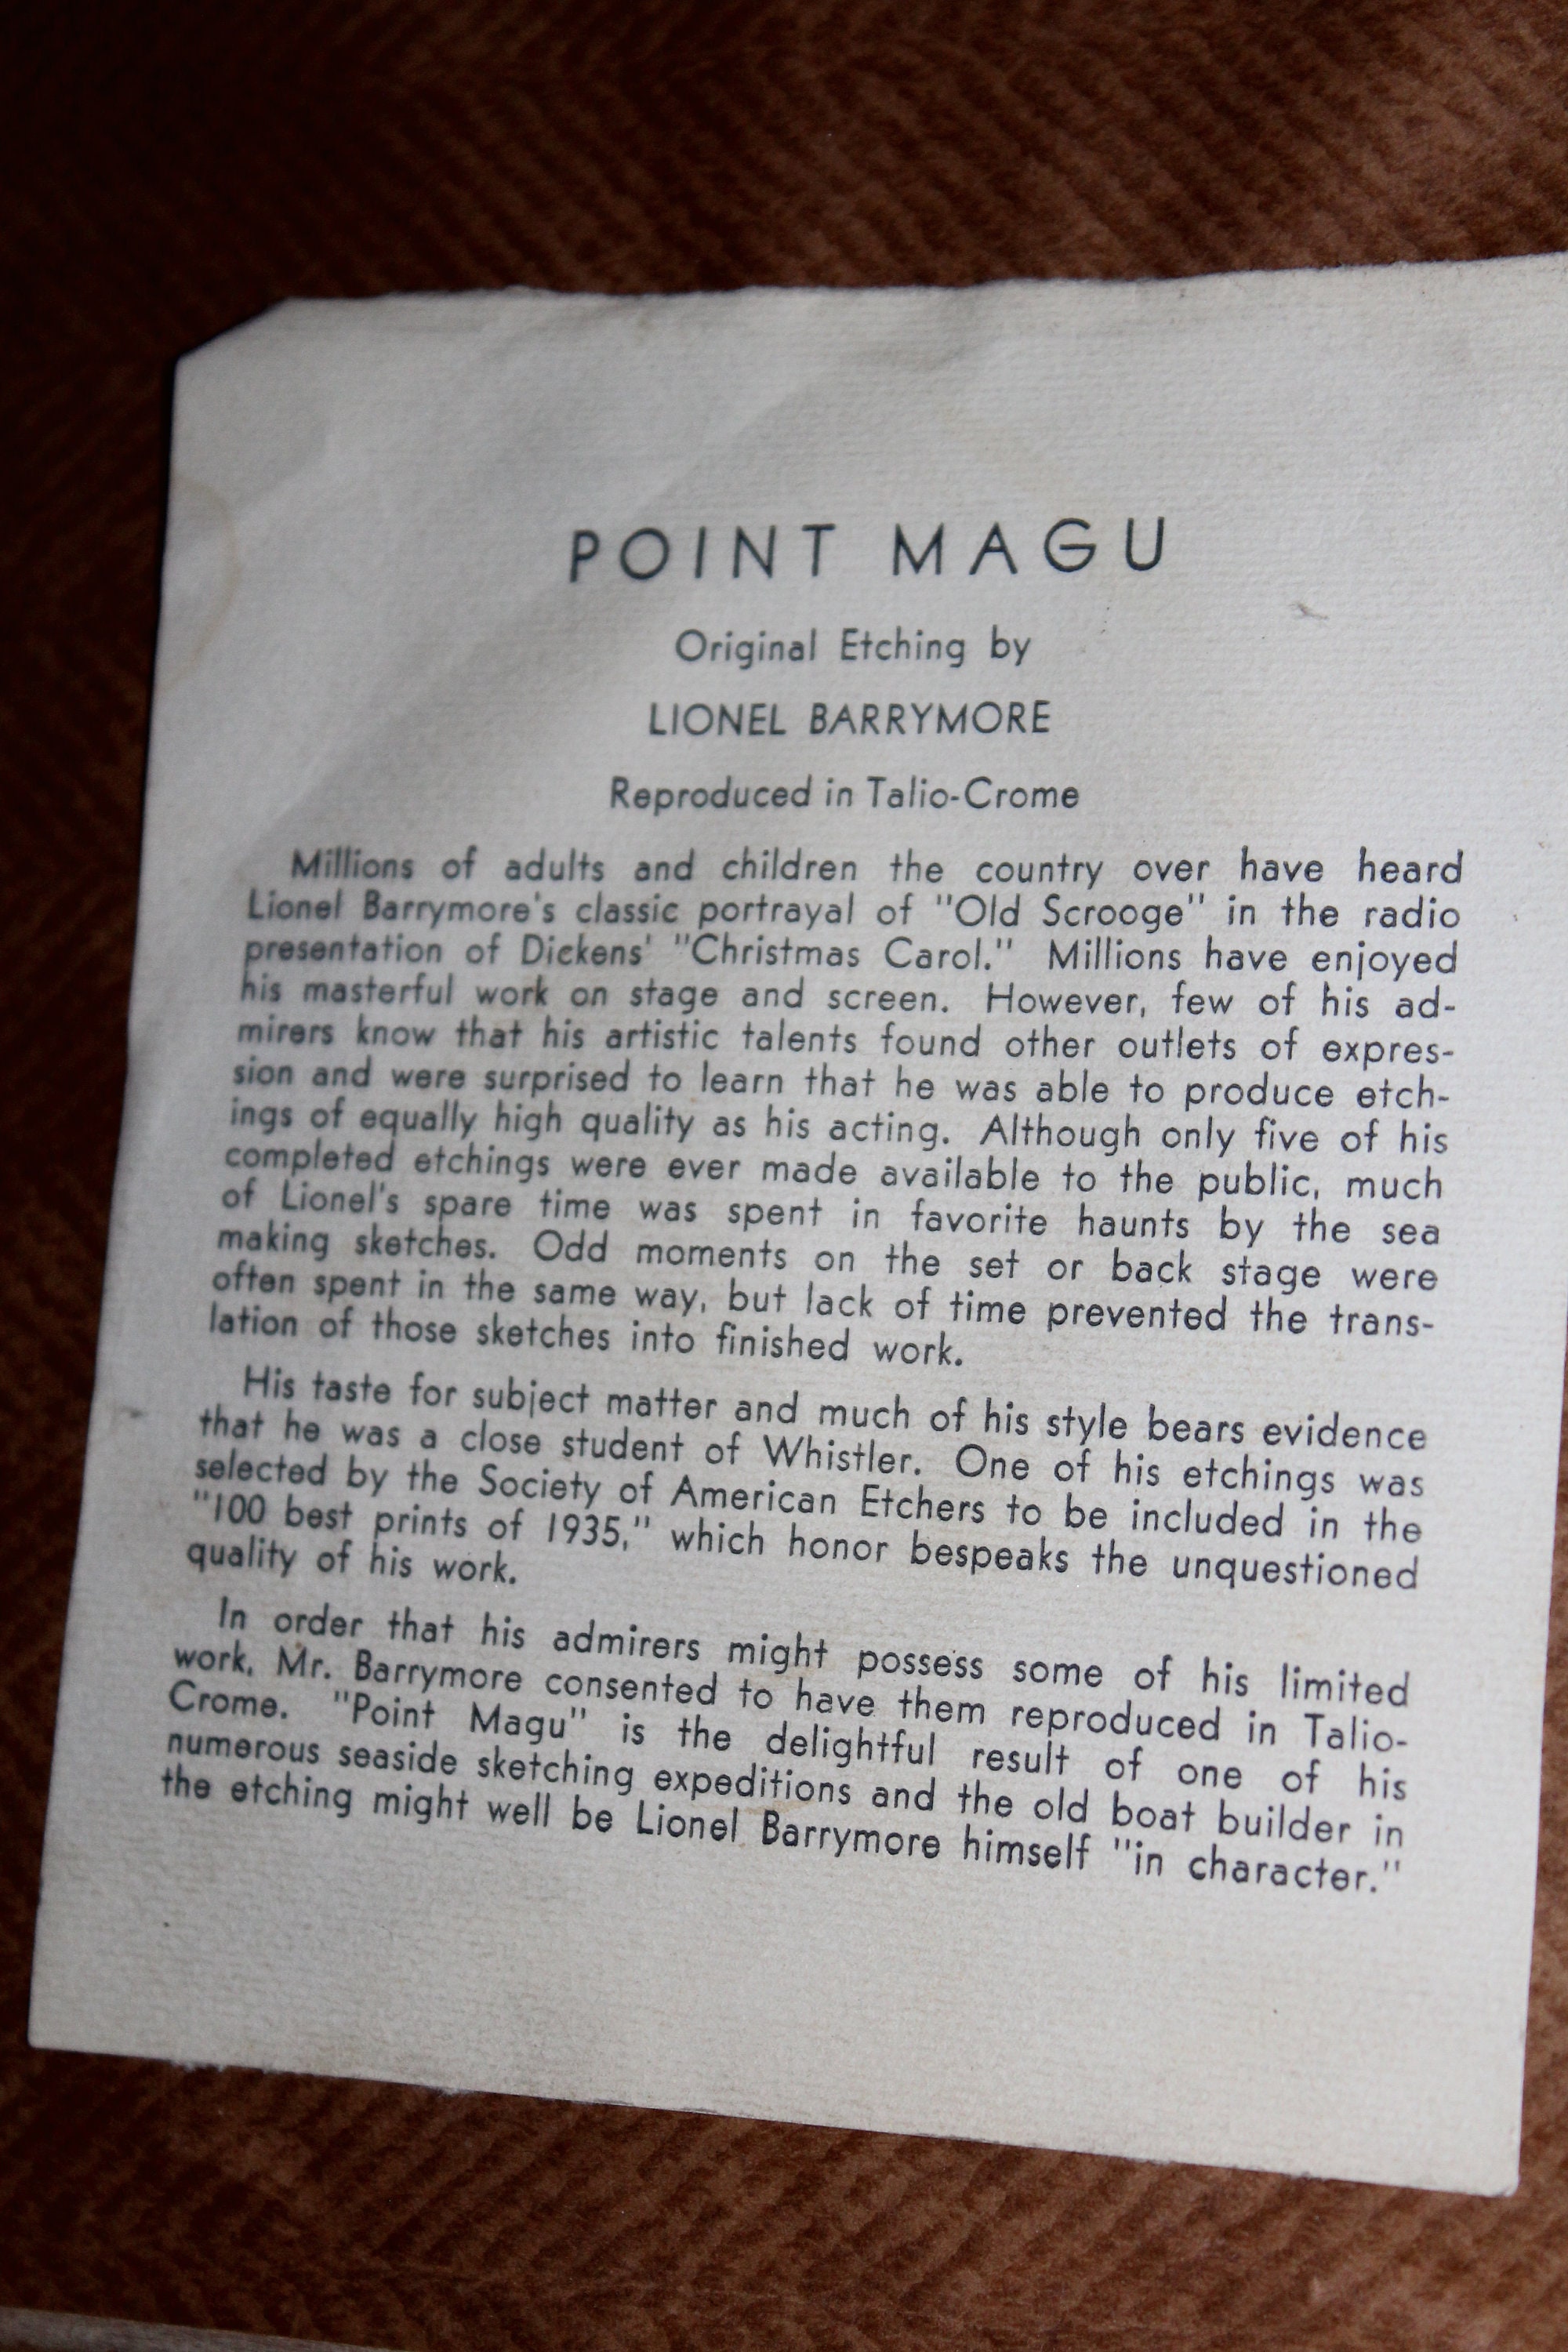 POINT MAGU
Original Etching by
LIONEL BARRYMORE
Reproduced in Talio-Crome
Millions of adults and children the country over have heard
Lionel Barrymore's classic portrayal of "Old Scrooge" in the radio
presentation of Dickens' "Christmas Carol." Millions have enjoyed
his masterful work on stage and screen. However, few of his ad-
mirers know that his artistic talents found other outlets of expres-
sion and were surprised to learn that he was able to produce etch-
ings of equally high quality as his acting. Although only five of his
completed etchings were ever made available to the public, much
of Lionel's spare time was spent in favorite haunts by the sea
making sketches. Odd moments on the set or back stage were
often spent in the same way, but lack of time prevented the trans-
lation of those sketches into finished work.
His taste for subject matter and much of his style bears evidence
that he was a close student of Whistler. One of his etchings was
selected by the Society of American Etchers to be included in the
"100 best prints of 1935," which honor bespeaks the unquestioned
quality of his work.
In order that his admirers might possess some of his limited
work, Mr. Barrymore consented to have them reproduced in Talio-
Crome. "Point Magu" is the delightful result of one of his
numerous seaside sketching expeditions and the old boat builder in
the etching might well be Lionel Barrymore himself "in character."